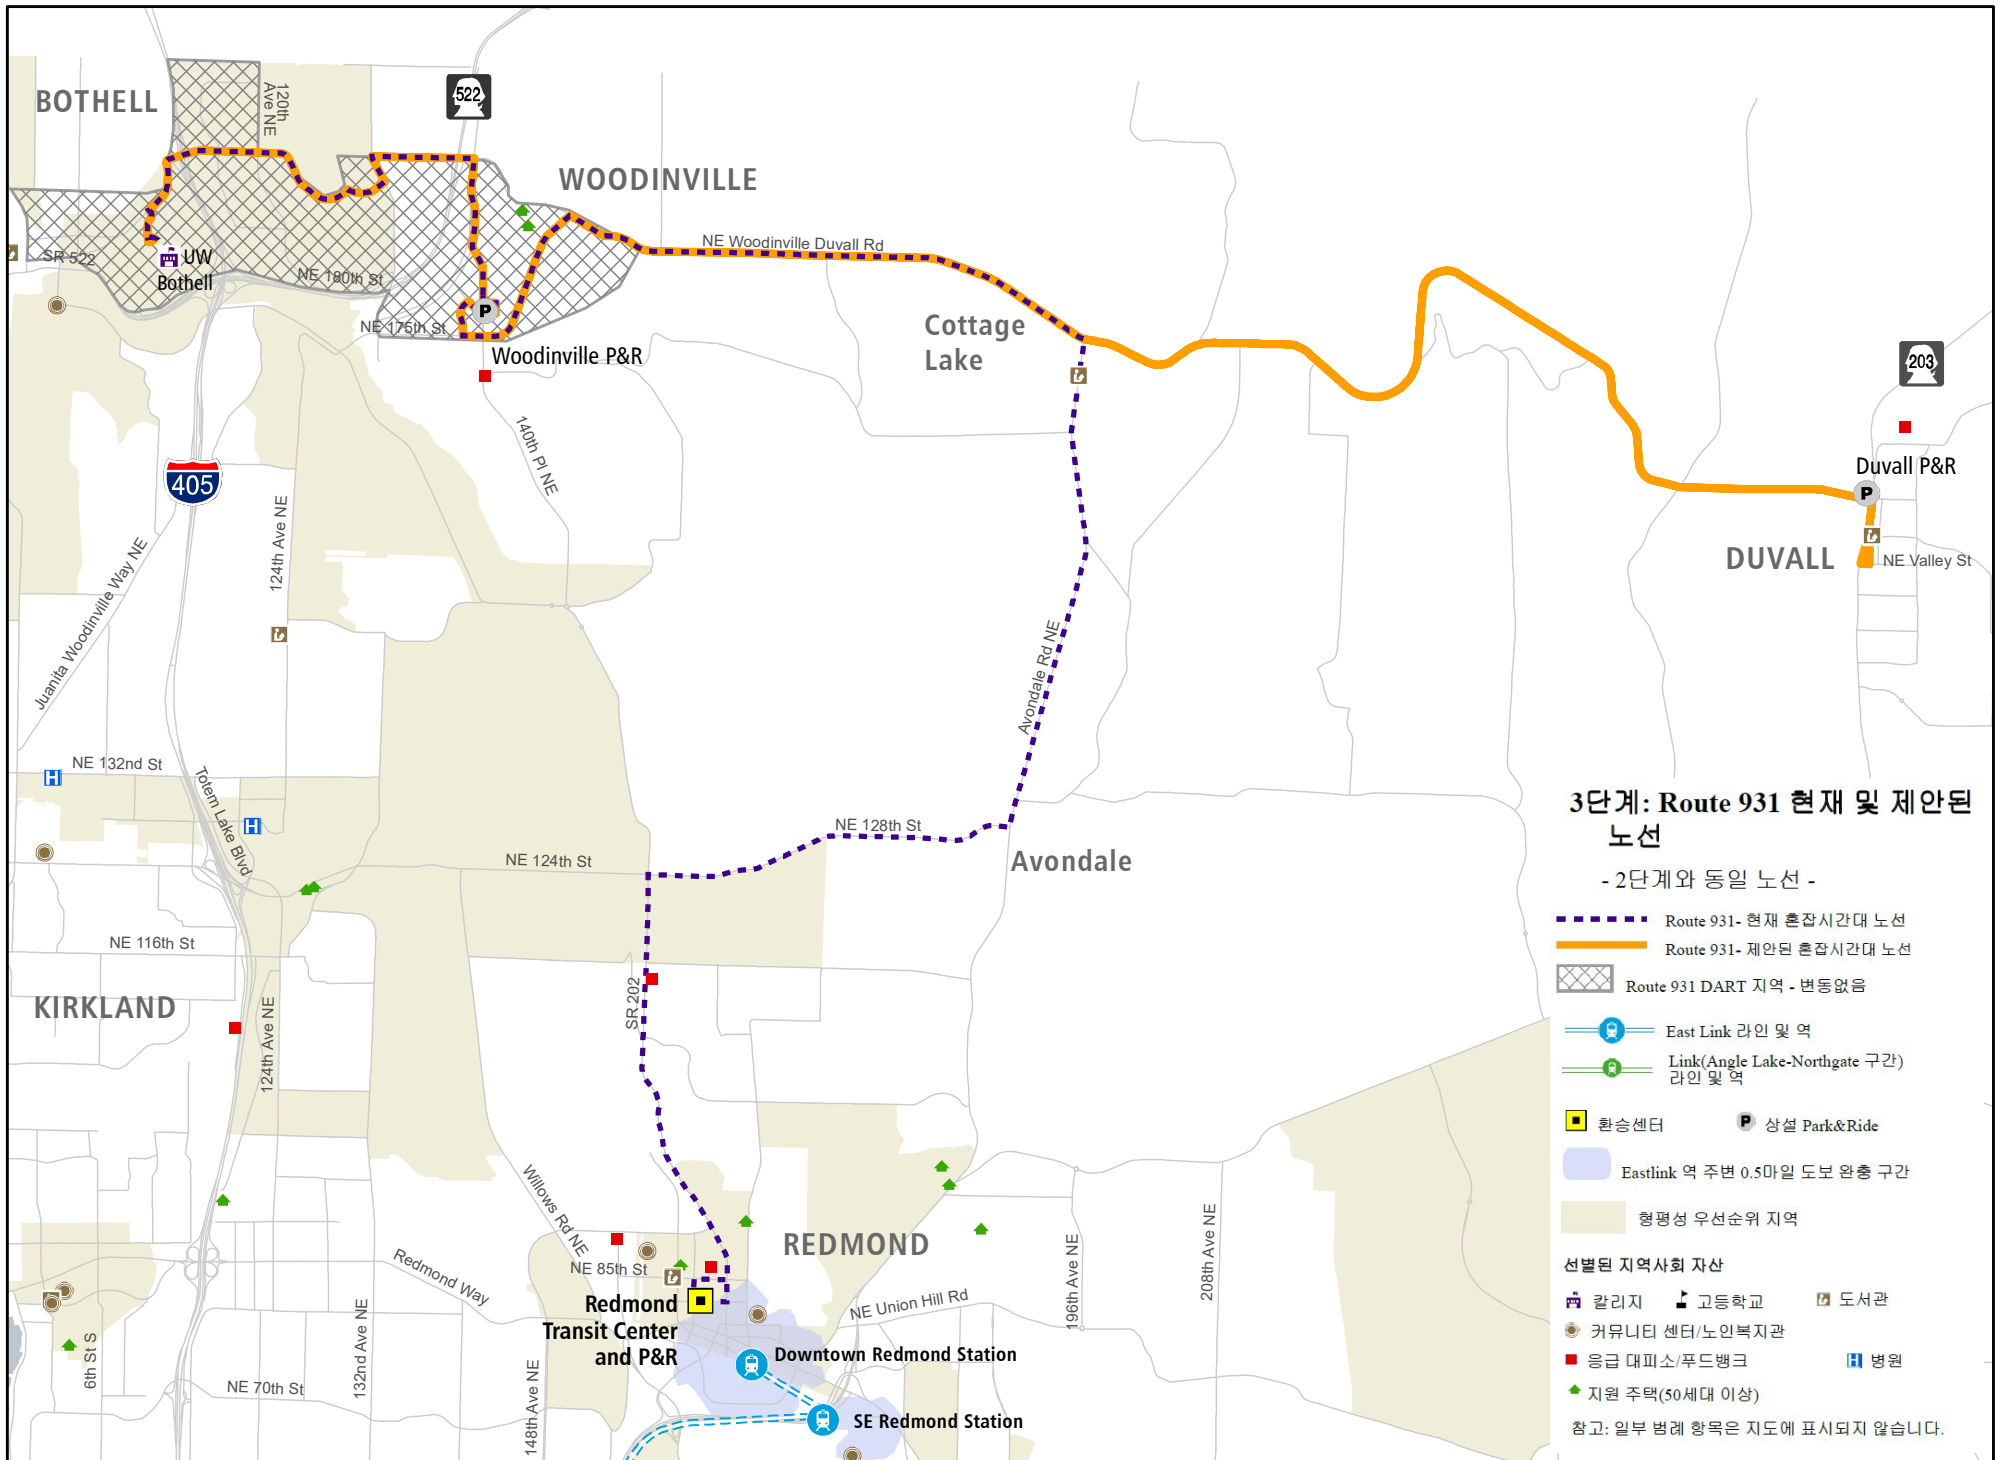 BOTHELL
120th
Ave NE
522
WOODINVILLE
NE Woodinville Duvall Rd
SR 522
UW
Bothell
NE 180th St
NE 175th St
P
Woodinville P&R
Cottage
Lake
203
Duvall P&R
P
DUVALL
NE Valley St
140th Pl NE
405
124th Ave NE
Juanita Woodinville Way NE
Avondale Rd NE
NE 132nd St
H
Totem Lake Blvd
H
NE 128th St
NE 124th St
Avondale
NE 116th St
KIRKLAND
124th Ave NE
SR 202
Willows Rd NE
REDMOND
NE 85th St
Redmond Way
Redmond
Transit Center
and P&R
NE Union Hill Rd
196th Ave NE
208th Ave NE
Downtown Redmond Station
SE Redmond Station
6th St S
NE 70th St
132nd Ave NE
148th Ave NE
3단계: Route 931 현재 및 제안된
노선
- 2단계와 동일 노선 -
Route 931- 현재 혼잡시간대 노선
Route 931- 제안된 혼잡시간대 노선
Route 931 DART 지역 - 변동없음
East Link 라인 및 역
Link(Angle Lake-Northgate 구간)
라인 및 역
환승센터
P 상설 Park&Ride
Eastlink 역 주변 0.5마일 도보 완충 구간
형평성 우선순위 지역
선별된 지역사회 자산
칼리지 고등학교 도서관
커뮤니티 센터/노인복지관
응급 대피소/푸드뱅크 H 병원
지원 주택(50세대 이상)
참고: 일부 범례 항목은 지도에 표시되지 않습니다.